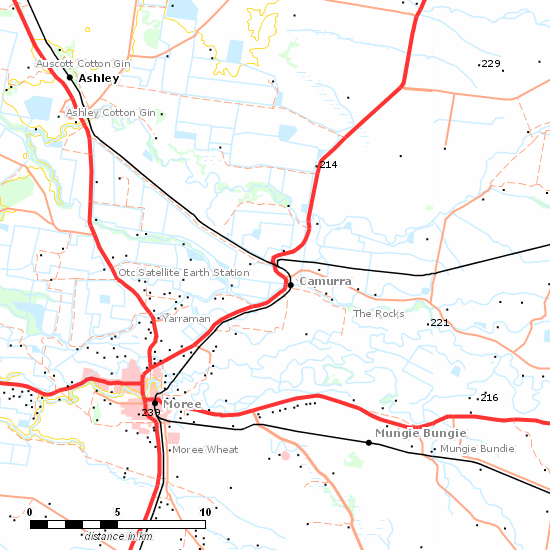 Auscott Cotton Gin
229
Ashley
Ashley Cotton Gin
214
Otc Satellite Earth Station
Camurra
The Rocks
Yarraman
221
216
Moree
239
Mungie Bungie
Moree Wheat
Mungie Bundie
0 5 10
distance in km